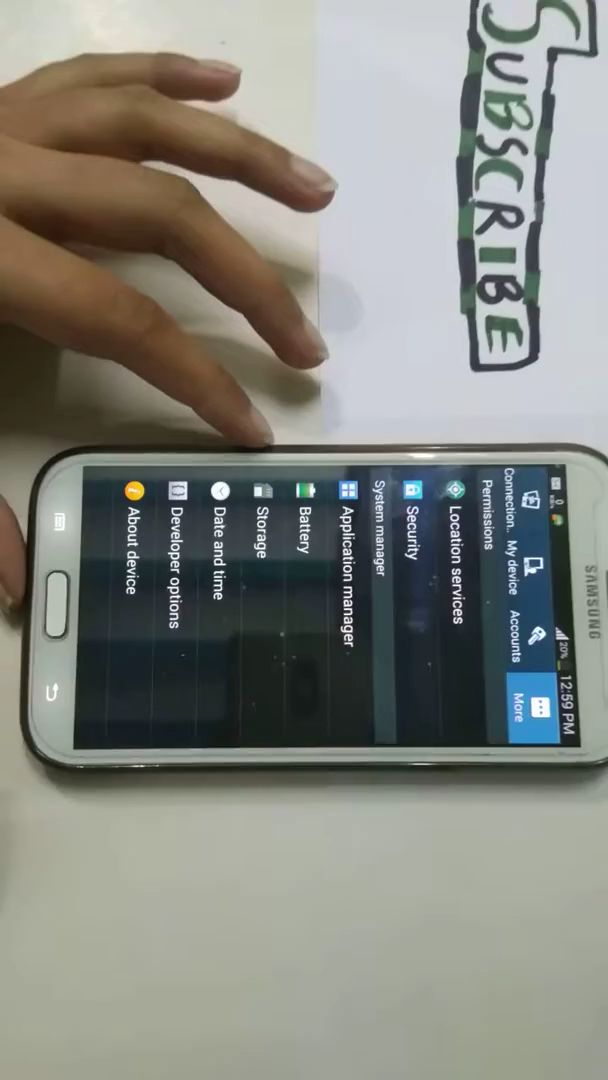 SUBSCRIBE
SAMSUNG
20% 12:59 PM
Connection.. My device Accounts More
Permissions
Location services
Security
System manager
Application manager
Battery
Storage
Date and time
Developer options
About device